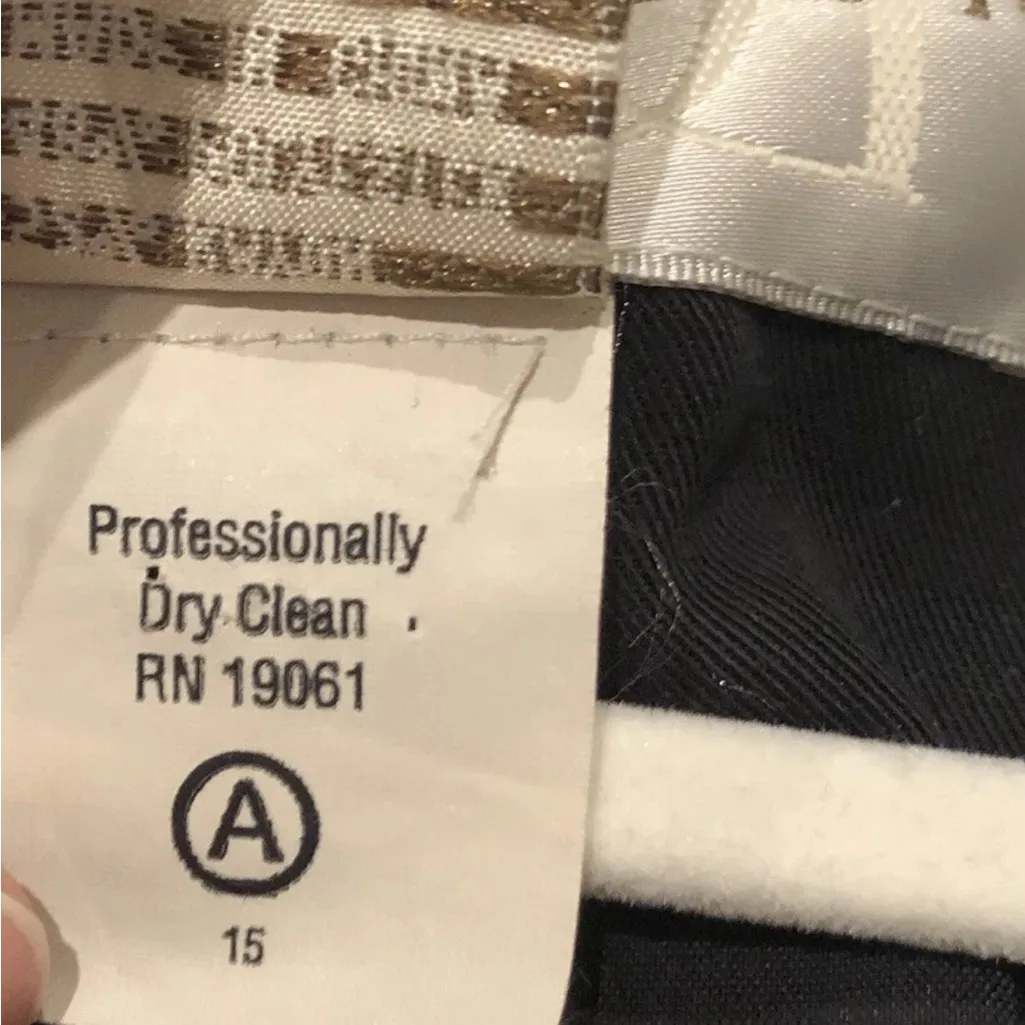 Professionally
Dry Clean
RN 19061
A
15